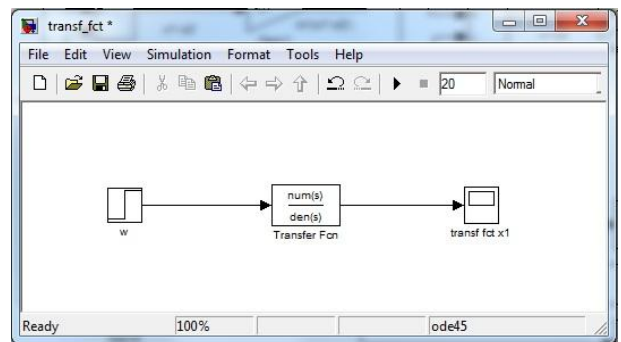 transf_fct *
File Edit View Simulation Format Tools Help
20 Normal
w
num(s)
den(s)
Transfer Fcn
transf fct x1
Ready 100% ode45